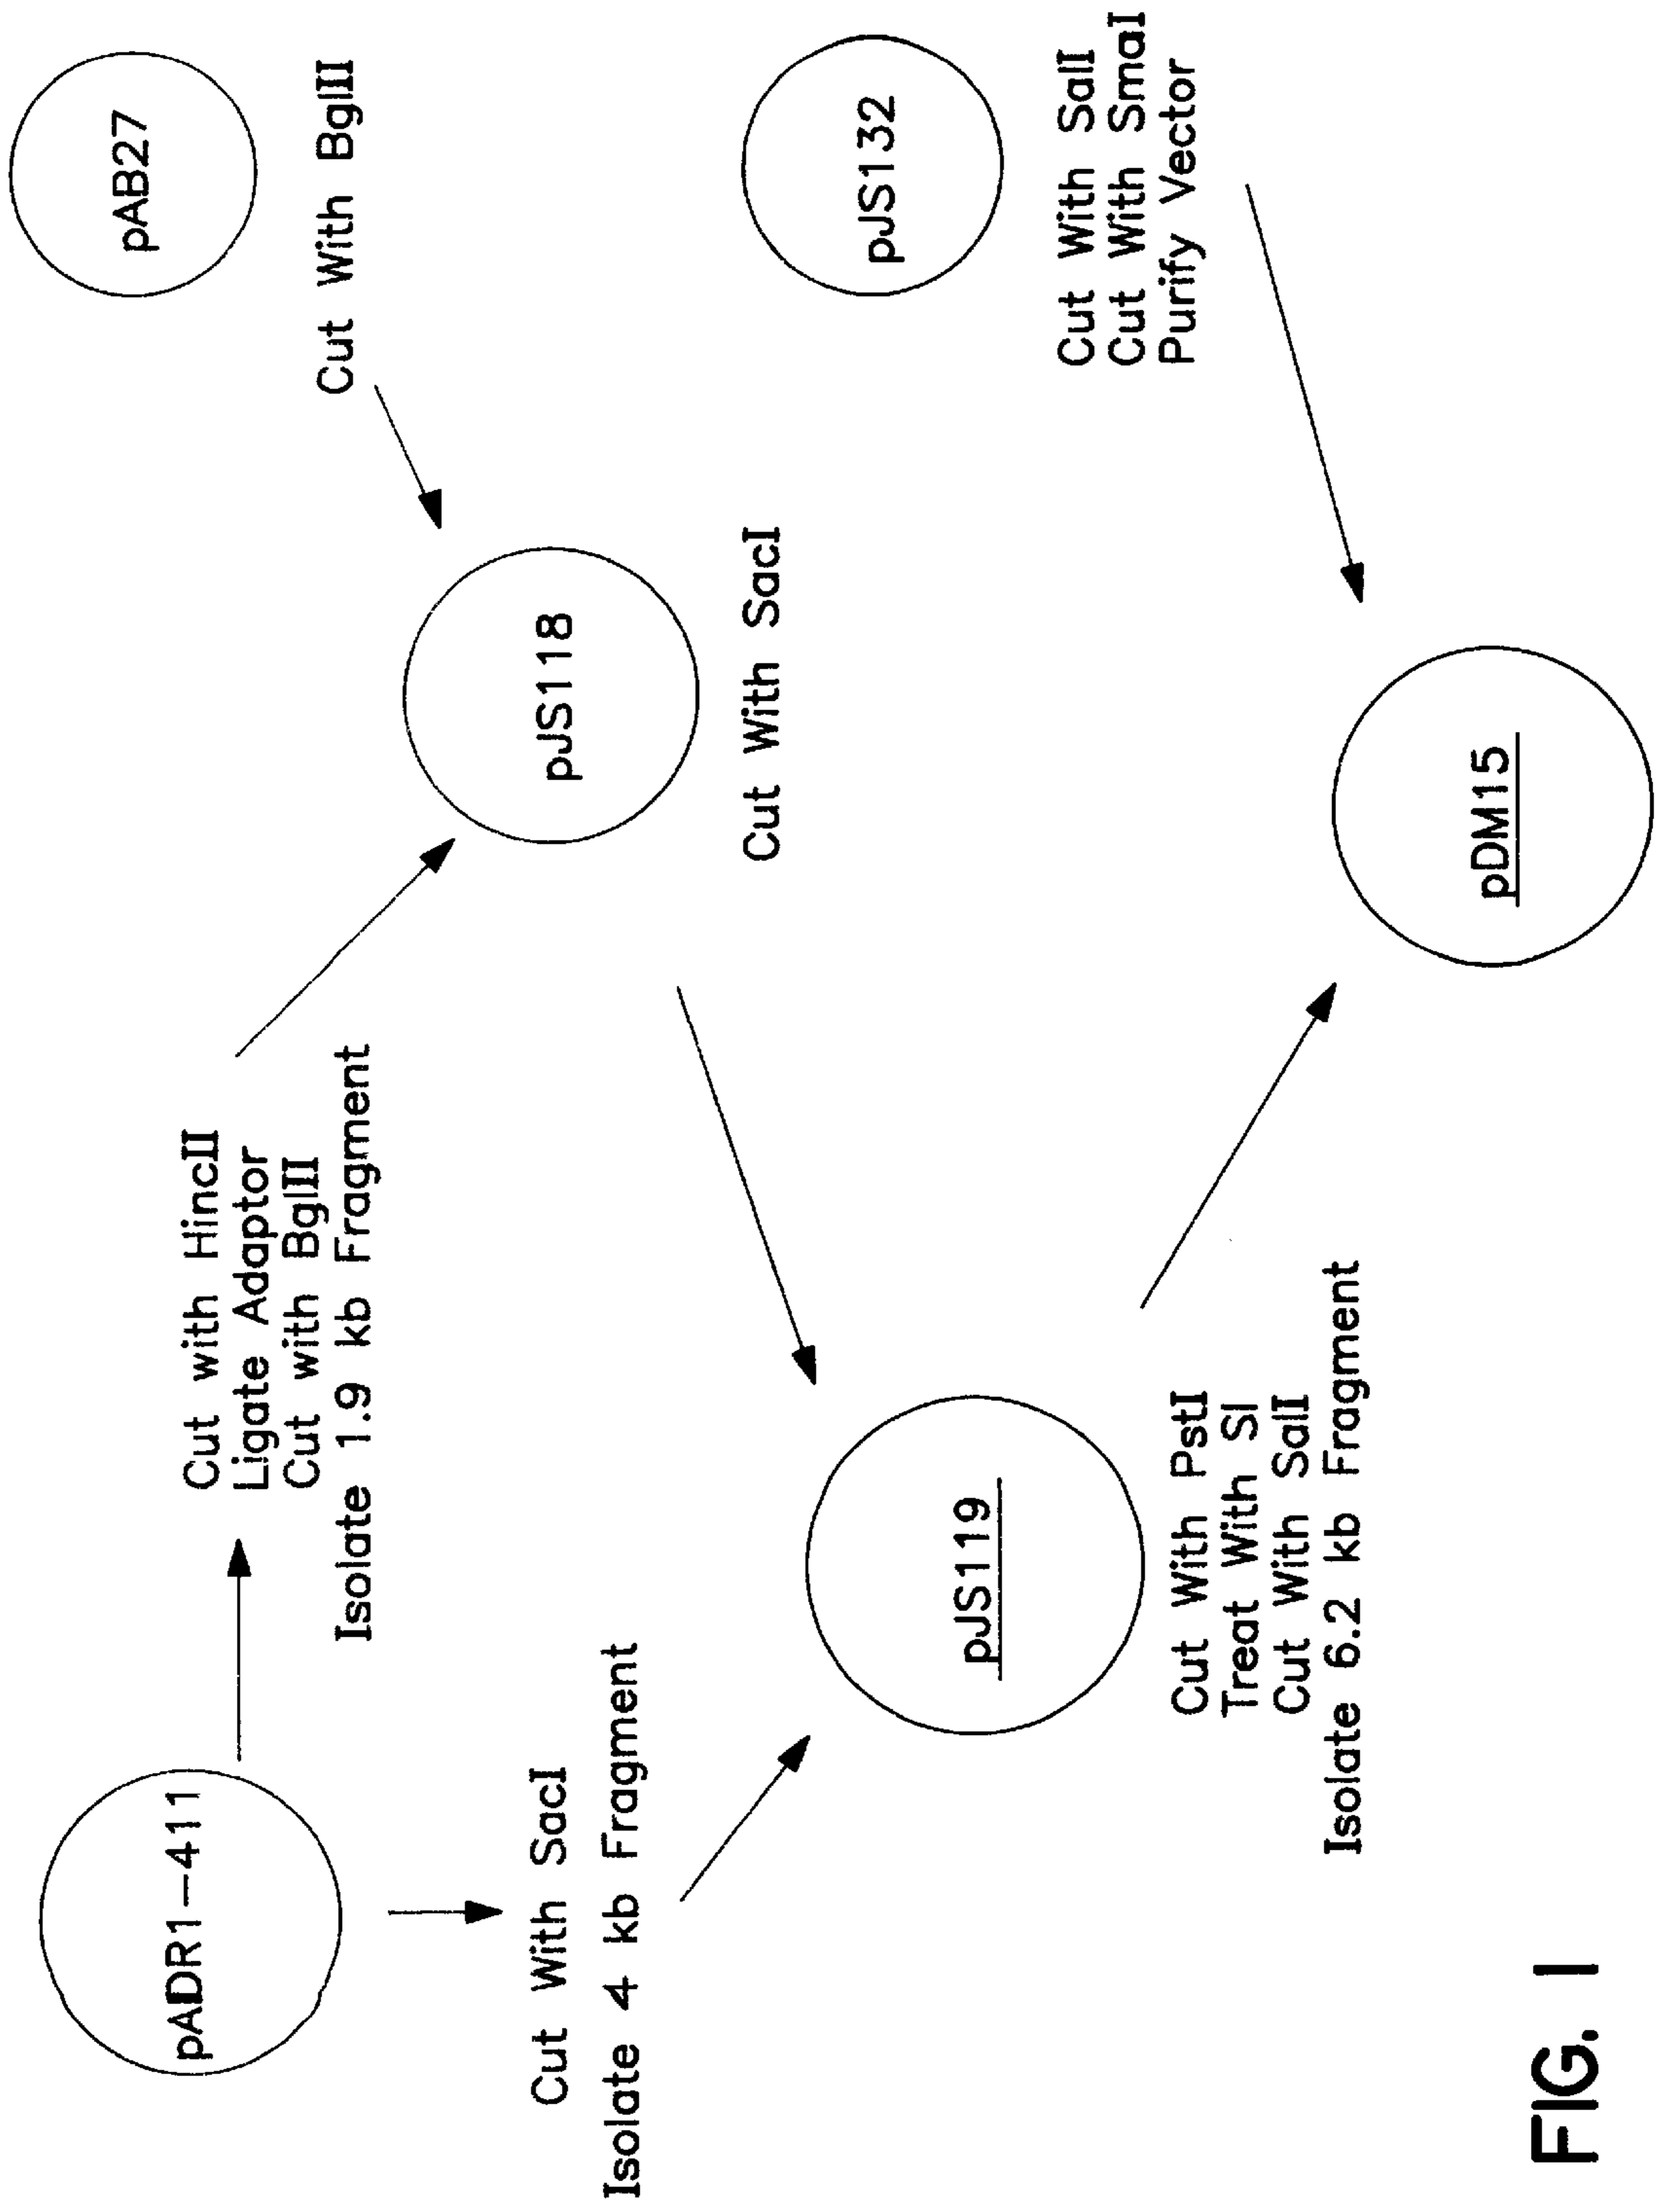 pADR1-411
Cut with HincII
Ligate Adaptor
Cut with BglII
Isolate 1.9 kb Fragment
pAB27
Cut With BglII
Cut With SacI
Isolate 4 kb Fragment
pJS118
Cut With SacI
pJS119
Cut With PstI
Treat With SI
Cut With SalI
Isolate 6.2 kb Fragment
pJS132
Cut With SalI
Cut With SmaI
Purify Vector
pDM15
FIG. 1